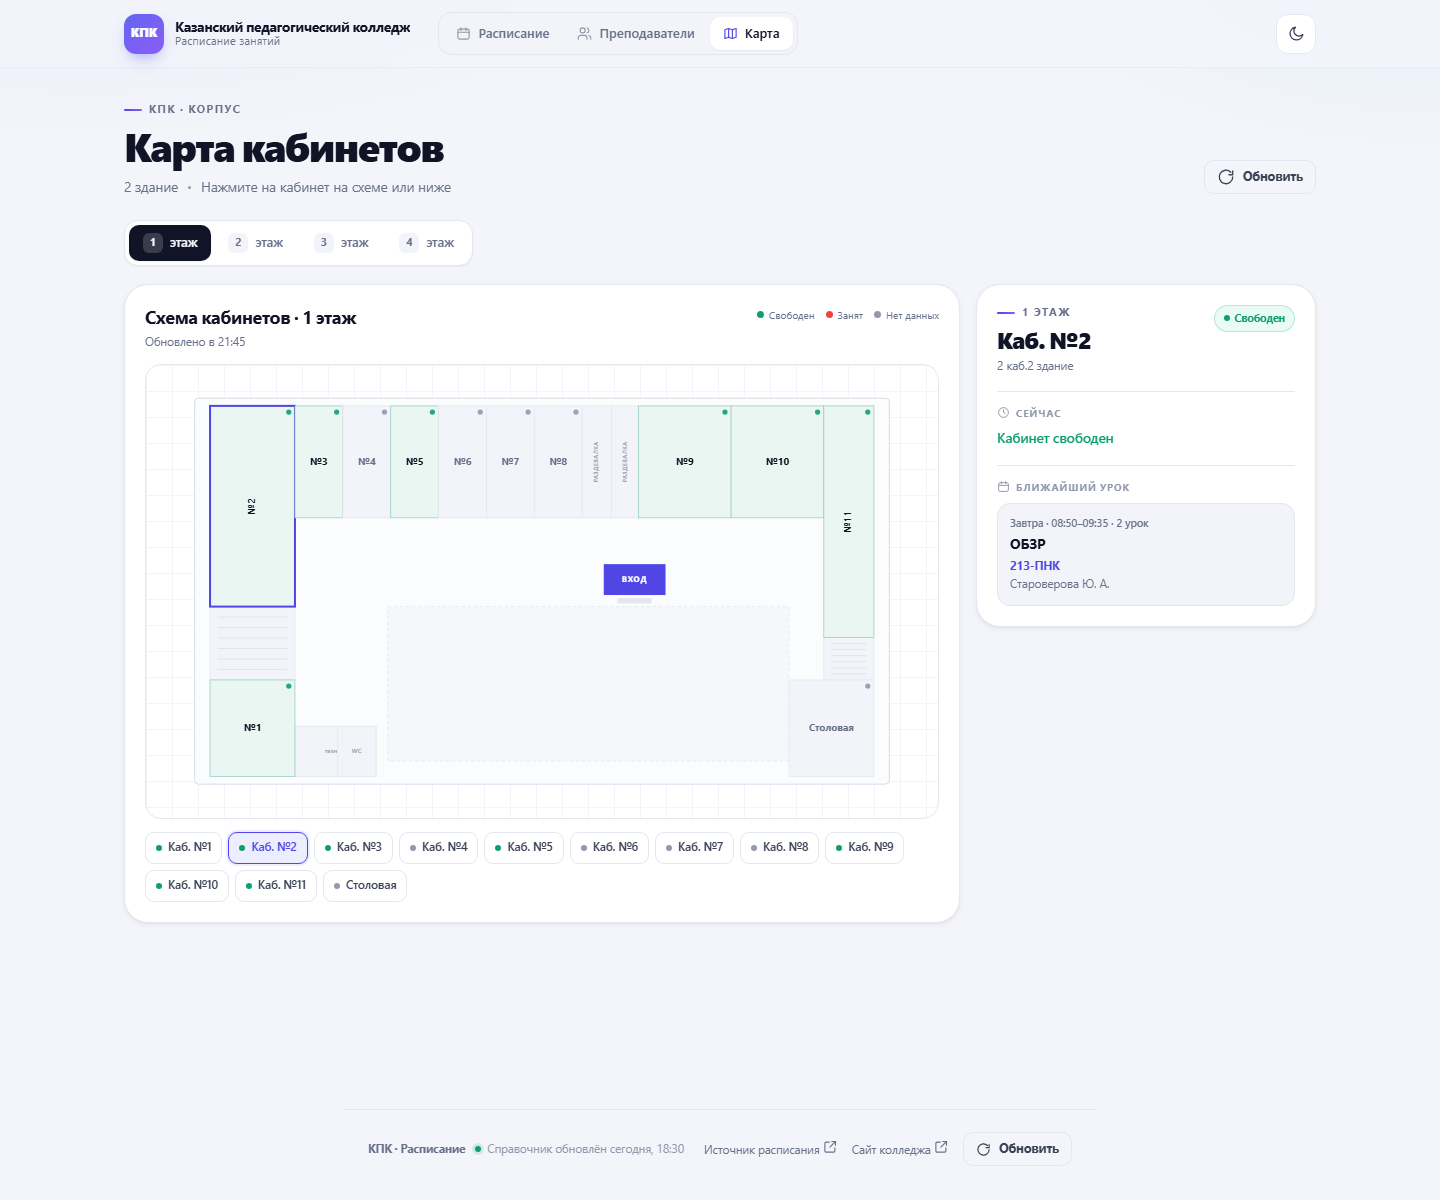 КПК
Казанский педагогический колледж
Расписание занятий
Расписание
Преподаватели
Карта
КПК · КОРПУС
Карта кабинетов
2 здание • Нажмите на кабинет на схеме или ниже
Обновить
1 этаж
2 этаж
3 этаж
4 этаж
Схема кабинетов · 1 этаж
Свободен
Занят
Нет данных
Обновлено в 21:45
№2
№3
№4
№5
№6
№7
№8
РАЗДЕВАЛКА
РАЗДЕВАЛКА
№9
№10
№11
ВХОД
№1
техн
WC
Столовая
Каб. №1
Каб. №2
Каб. №3
Каб. №4
Каб. №5
Каб. №6
Каб. №7
Каб. №8
Каб. №9
Каб. №10
Каб. №11
Столовая
1 ЭТАЖ
Свободен
Каб. №2
2 каб.2 здание
СЕЙЧАС
Кабинет свободен
БЛИЖАЙШИЙ УРОК
Завтра · 08:50–09:35 · 2 урок
ОБЗР
213-ПНК
Староверова Ю. А.
КПК · Расписание
Справочник обновлён сегодня, 18:30
Источник расписания
Сайт колледжа
Обновить